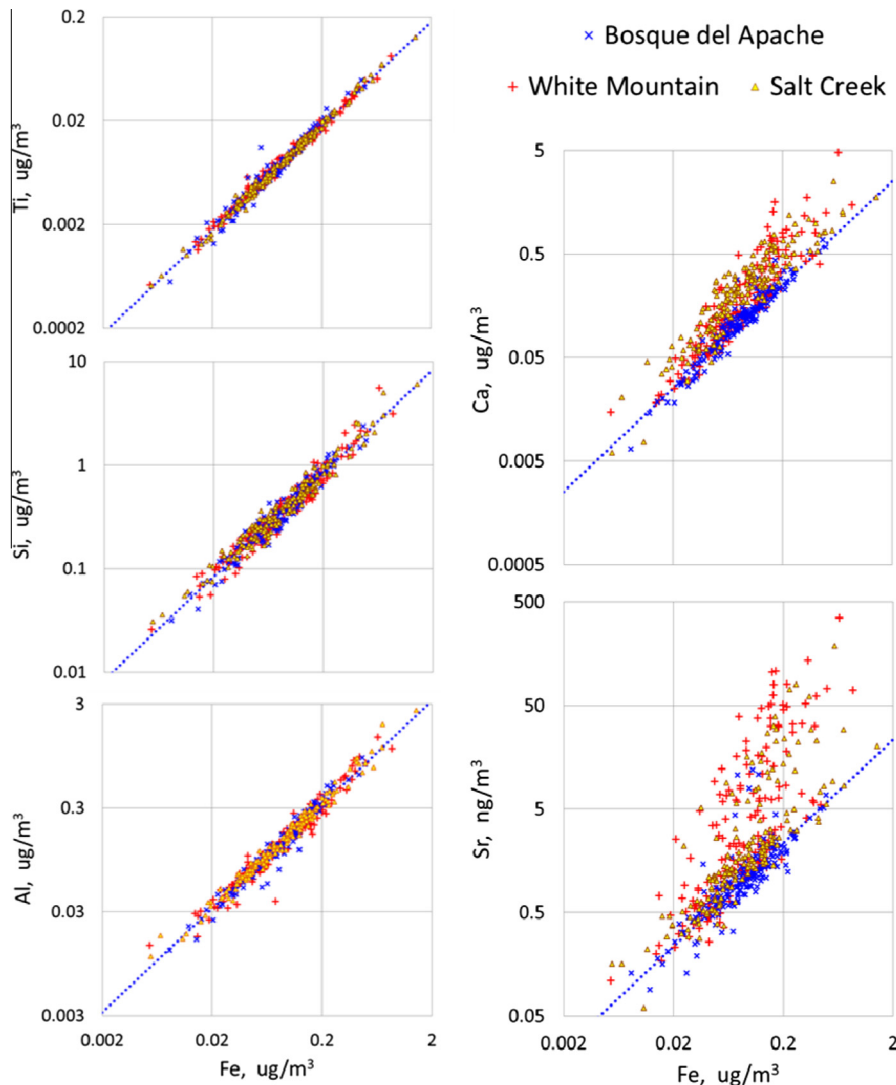 × Bosque del Apache
+ White Mountain △ Salt Creek
0.2
0.02
0.002
0.0002
Ti, ug/m³
10
1
0.1
0.01
Si, ug/m³
3
0.3
0.03
0.003
Al, ug/m³
0.002 0.02 0.2 2
Fe, ug/m³
5
0.5
0.05
0.005
0.0005
Ca, ug/m³
500
50
5
0.5
0.05
Sr, ng/m³
0.002 0.02 0.2 2
Fe, ug/m³